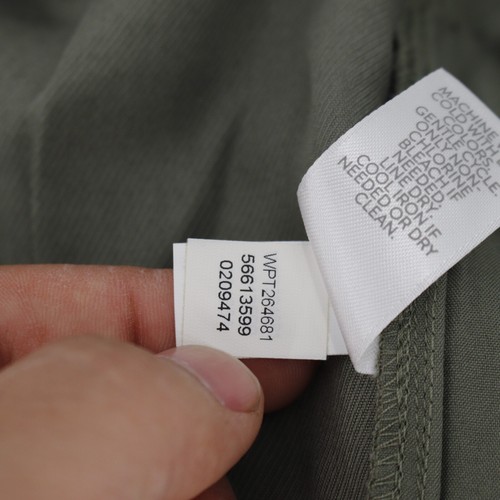 WPT264681
56613599
0209474
MACHINE
COLD W
COLORS,
GENTLE CYCLE.
ONLY NON-
CHLORINE
BLEACH IF
NEEDED.
LINE DRY.
COOL IRON IF
NEEDED OR DRY
CLEAN.